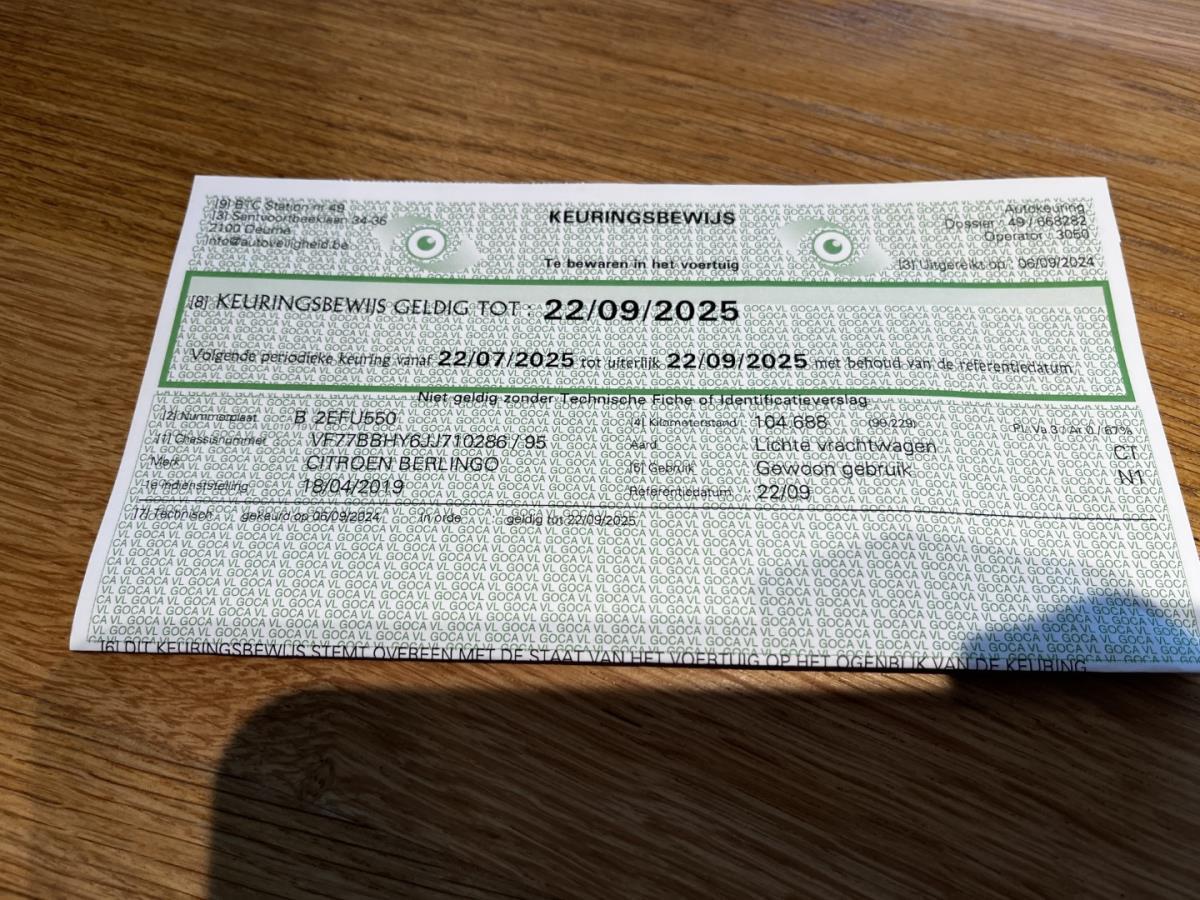 [9] BTC Station nr 49
[3] Santvoortbeeklaan 34-36
2100 Deurne
info@autoveiligheid.be
KEURINGSBEWIJS
Te bewaren in het voertuig
Autokeuring
Dossier : 49 / 668282
Operator : 3050
[3] Uitgereikt op : 06/09/2024
[8] KEURINGSBEWIJS GELDIG TOT : 22/09/2025
Volgende periodieke keuring vanaf 22/07/2025 tot uiterlijk 22/09/2025 met behoud van de referentiedatum.
Niet geldig zonder Technische Fiche of Identificatieverslag
[2] Nummerplaat B 2EFU550
[4] Kilometerstand 104.688 (96.229)
[1] Chassisnummer VF77BBHY6JJ710286 / 95
Aard Lichte vrachtwagen CT
Merk CITROEN BERLINGO
[5] Gebruik Gewoon gebruik N1
1e indienststelling 18/04/2019
Referentiedatum : 22/09
[7] Technisch gekeurd op 06/09/2024 in orde geldig tot 22/09/2025
[6] DIT KEURINGSBEWIJS STEMT OVEREEN MET DE STAAT VAN HET VOERTUIG OP HET OGENBLIK VAN DE KEURING